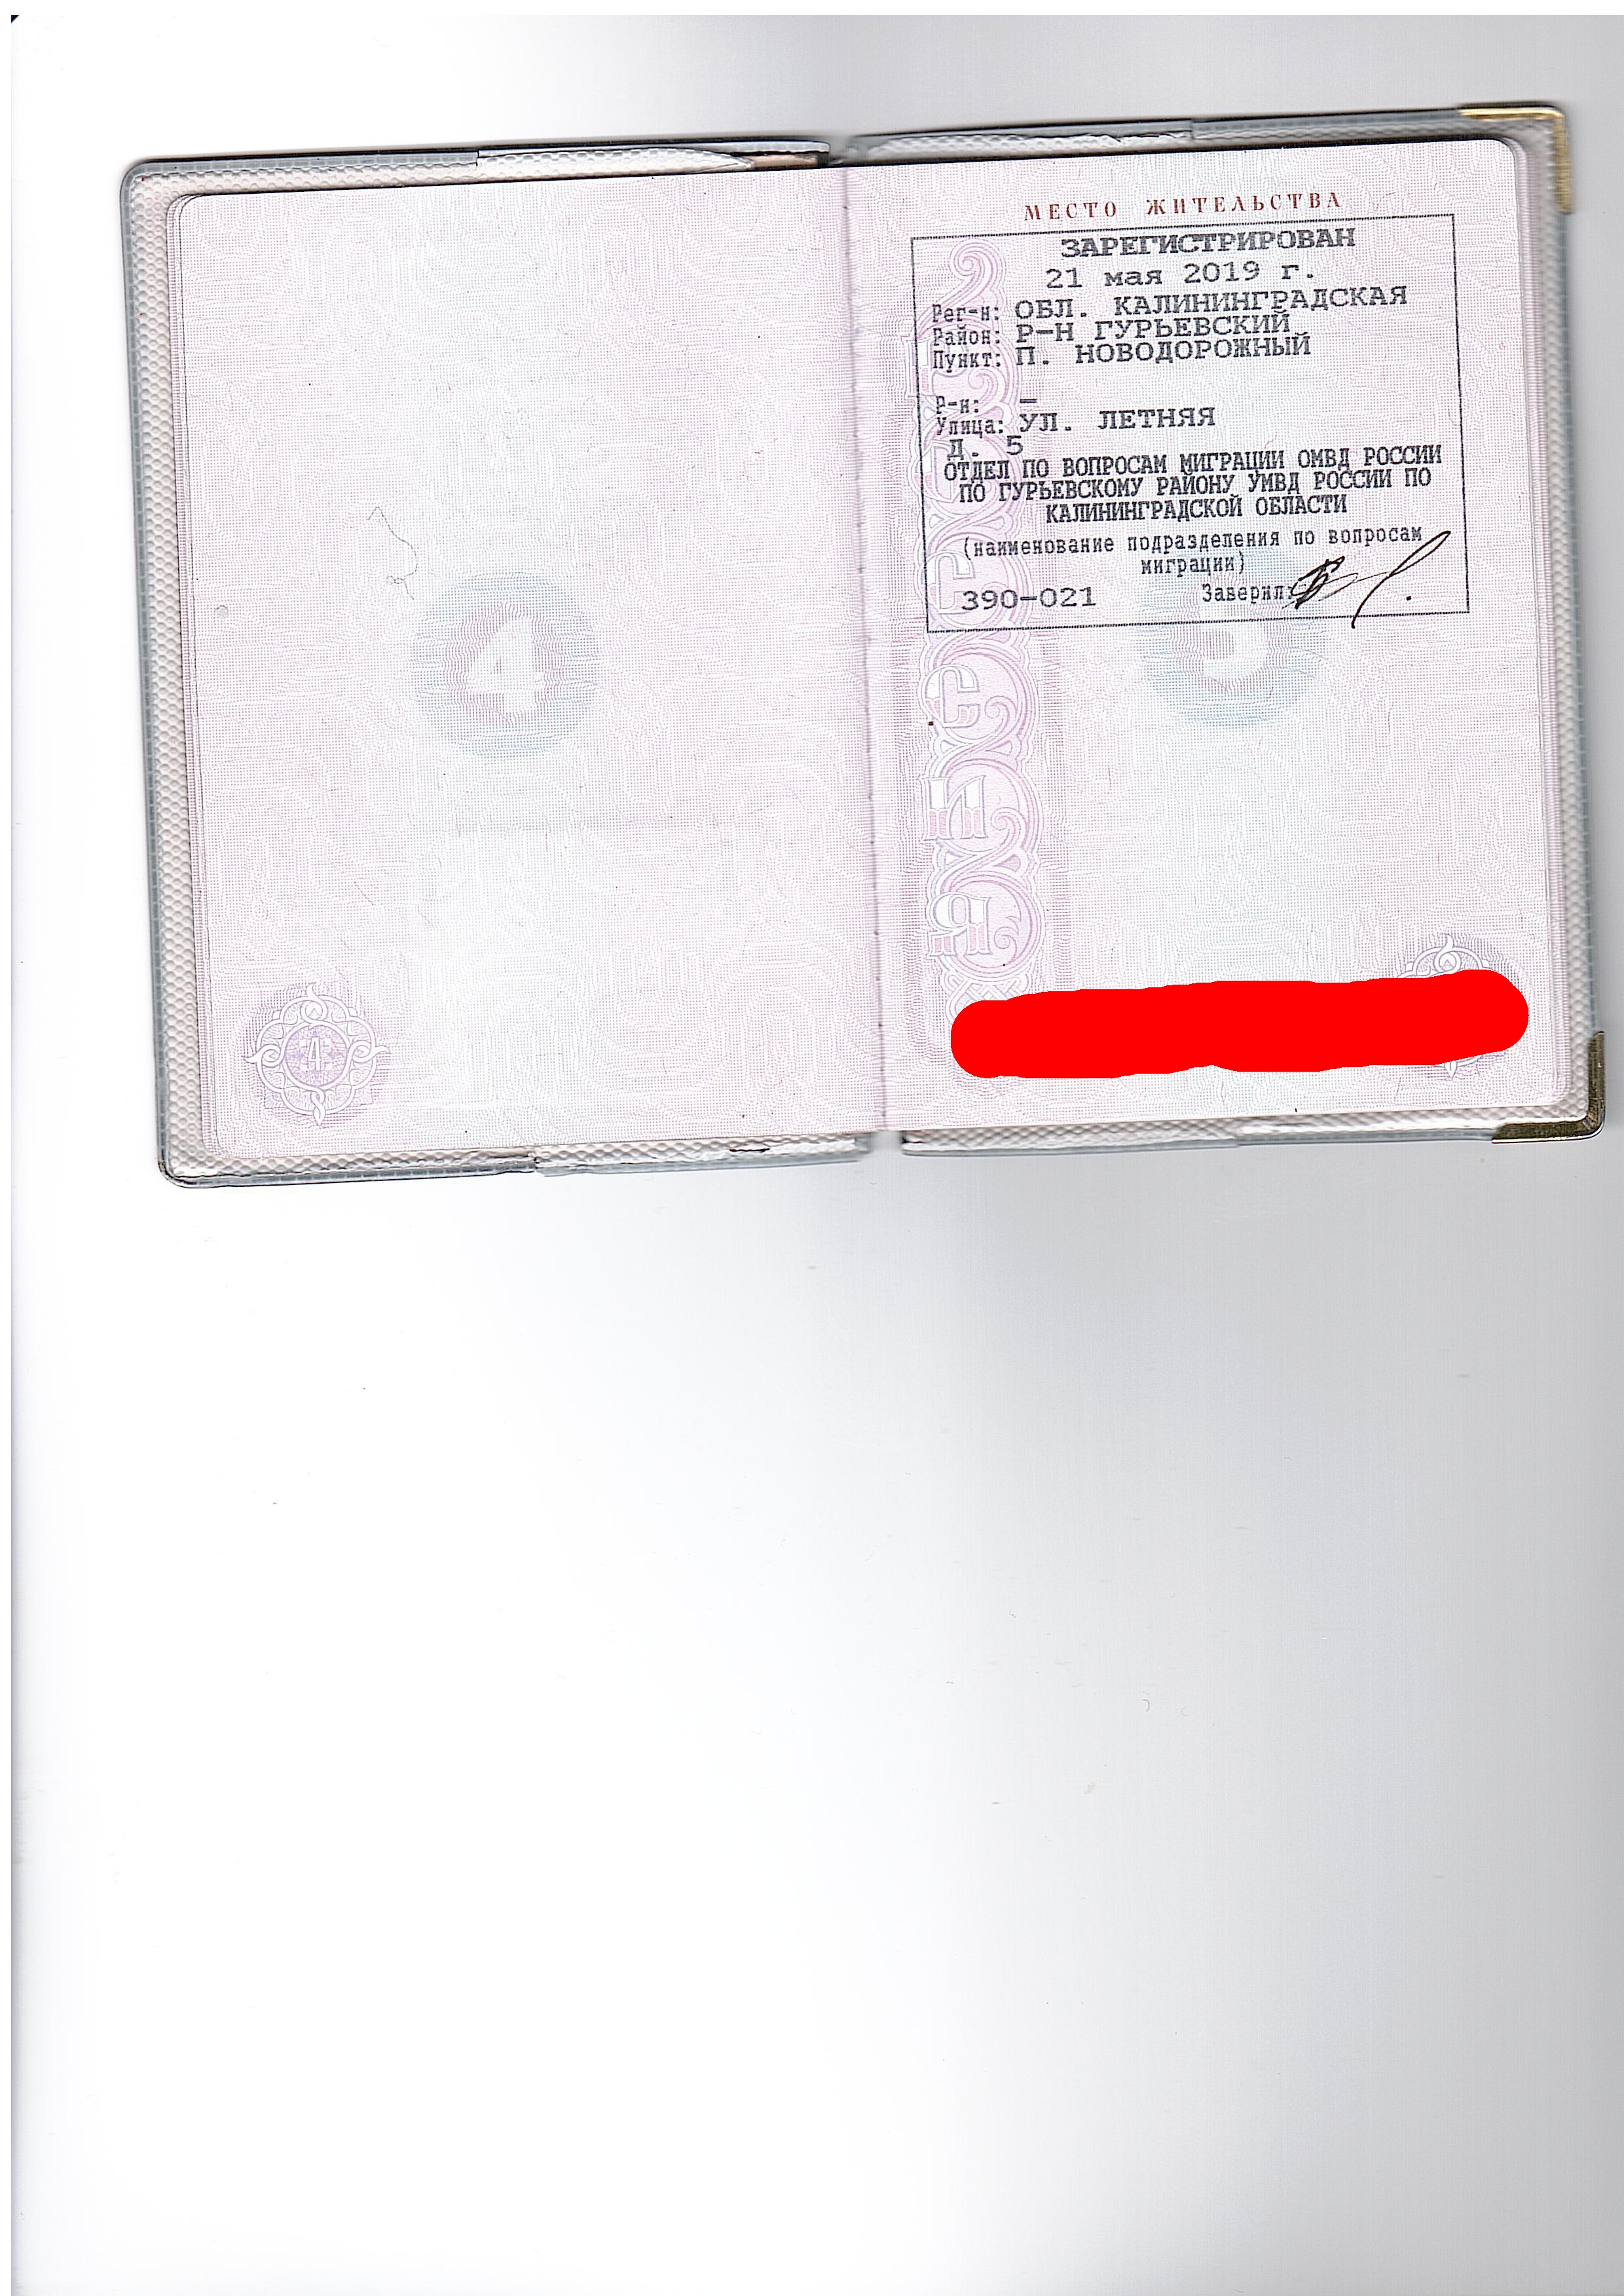 МЕСТО ЖИТЕЛЬСТВА
ЗАРЕГИСТРИРОВАН
21 мая 2019 г.
Рег-н: ОБЛ. КАЛИНИНГРАДСКАЯ
Район: Р-Н ГУРЬЕВСКИЙ
Пункт: П. НОВОДОРОЖНЫЙ
Р-н: –
Улица: УЛ. ЛЕТНЯЯ
Д. 5
ОТДЕЛ ПО ВОПРОСАМ МИГРАЦИИ ОМВД РОССИИ
ПО ГУРЬЕВСКОМУ РАЙОНУ УМВД РОССИИ ПО
КАЛИНИНГРАДСКОЙ ОБЛАСТИ
(наименование подразделения по вопросам
миграции)
390-021 Заверил:
4
5
4